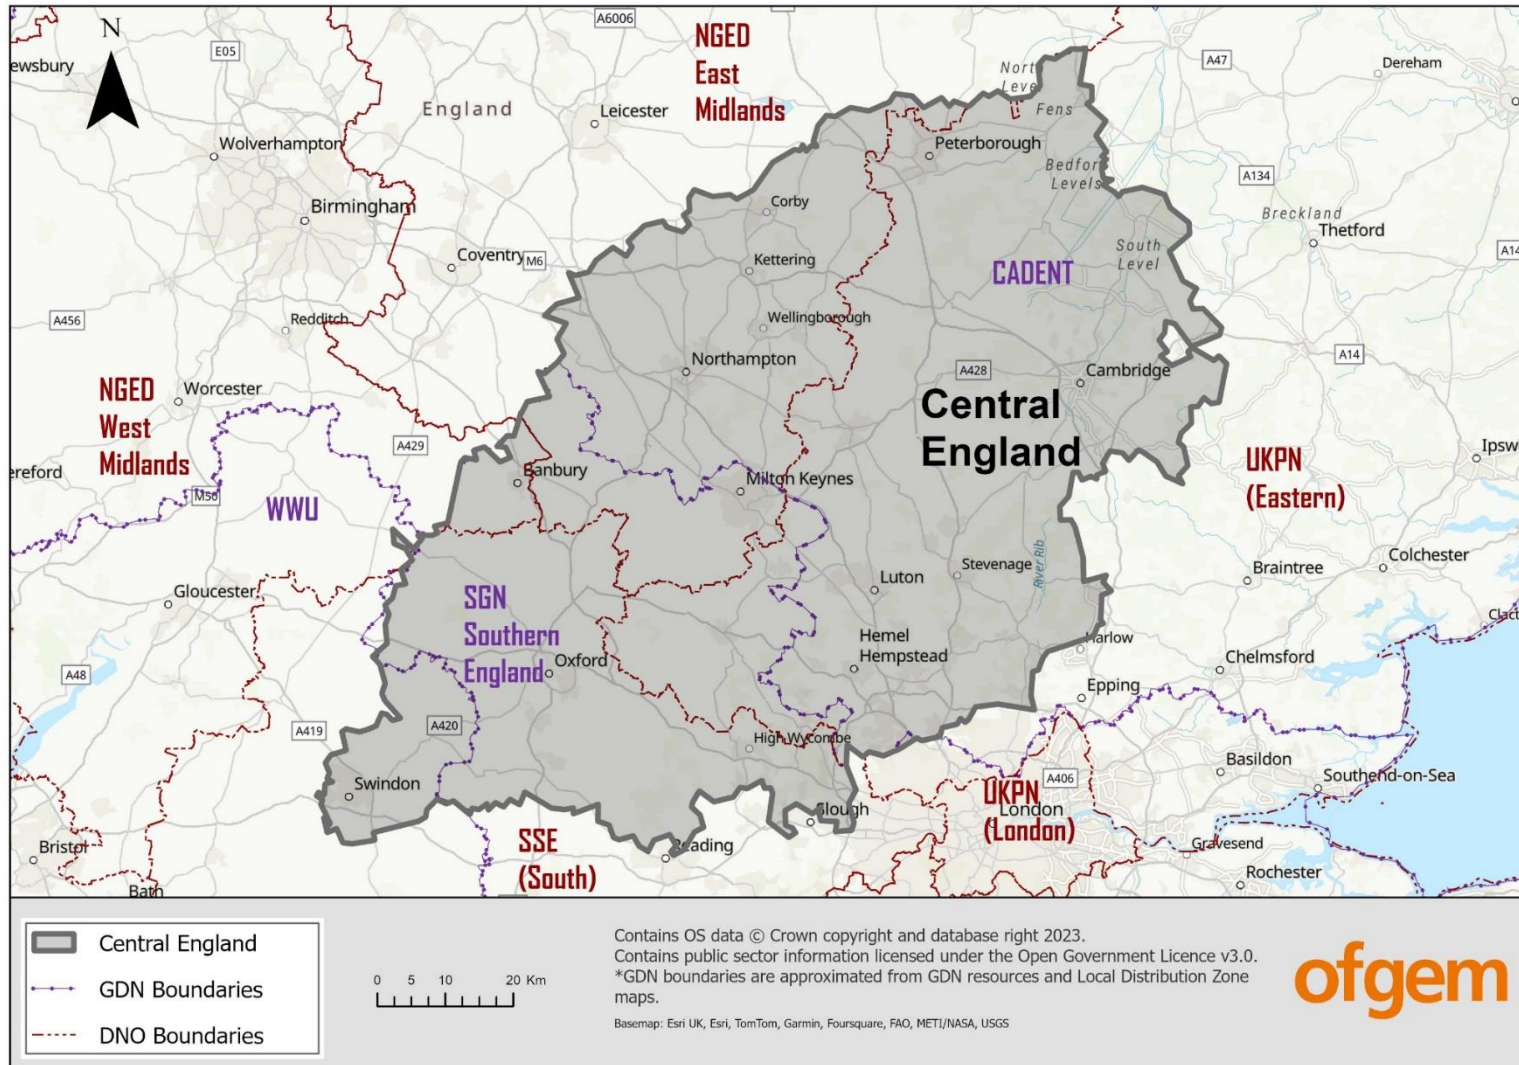 N
A6006
E05
ewsbury
England
Leicester
NGED
East
Midlands
Nort
Leve
Fens
A47
Dereham
Wolverhampton
Peterborough
Bedfor
Levels
A134
Birmingham
Corby
Breckland
Thetford
South
Level
A14
Coventry
M6
Kettering
CADENT
A456
Redditch
Wellingborough
A14
Northampton
A428
Cambridge
NGED
West
Midlands
Worcester
Central
England
A429
ereford
Banbury
Milton Keynes
UKPN
(Eastern)
Ipsw
M50
WWU
River Rib
Stevenage
Luton
Colchester
Braintree
Gloucester
SGN
Southern
England
Clact
Hemel
Hempstead
Harlow
Oxford
Chelmsford
A48
Epping
A419
A420
High Wycombe
Basildon
Swindon
UKPN
(London)
A406
London
Southend-on-Sea
Slough
Bristol
SSE
(South)
Reading
Gravesend
Rochester
Bath
Central England
GDN Boundaries
DNO Boundaries
0 5 10 20 Km
Contains OS data © Crown copyright and database right 2023.
Contains public sector information licensed under the Open Government Licence v3.0.
*GDN boundaries are approximated from GDN resources and Local Distribution Zone
maps.
Basemap: Esri UK, Esri, TomTom, Garmin, Foursquare, FAO, METI/NASA, USGS
ofgem